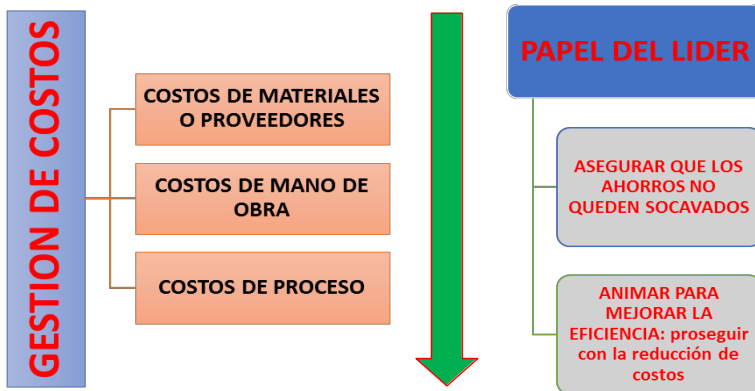 GESTION DE COSTOS
COSTOS DE MATERIALES
O PROVEEDORES
COSTOS DE MANO DE
OBRA
COSTOS DE PROCESO
PAPEL DEL LIDER
ASEGURAR QUE LOS
AHORROS NO
QUEDEN SOCAVADOS
ANIMAR PARA
MEJORAR LA
EFICIENCIA: proseguir
con la reducción de
costos